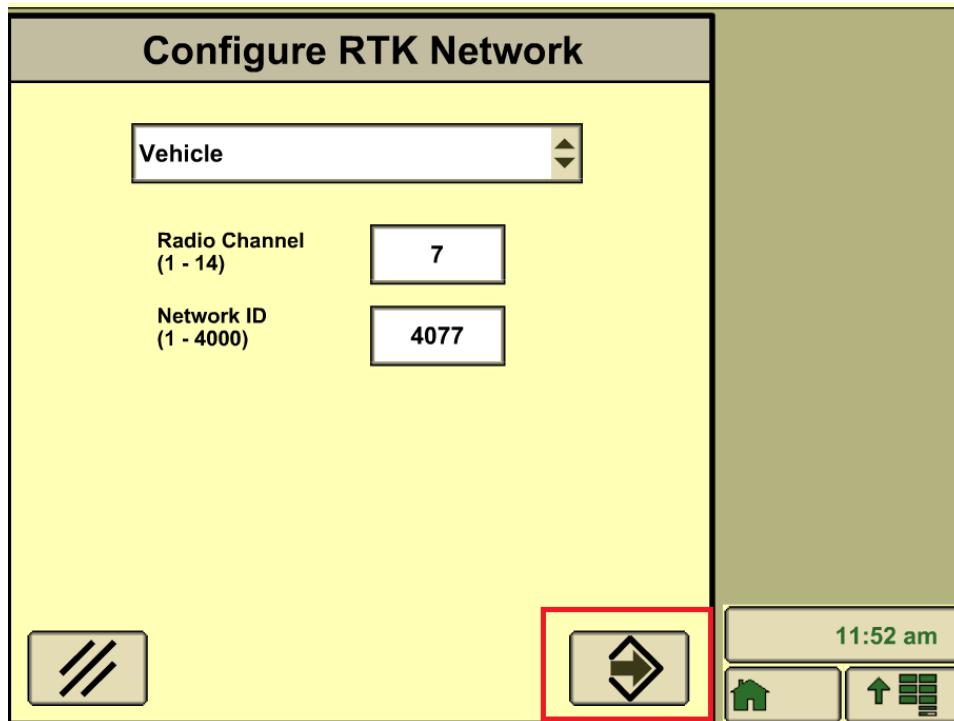 Configure RTK Network
Vehicle
Radio Channel
(1 - 14)
7
Network ID
(1 - 4000)
4077
11:52 am